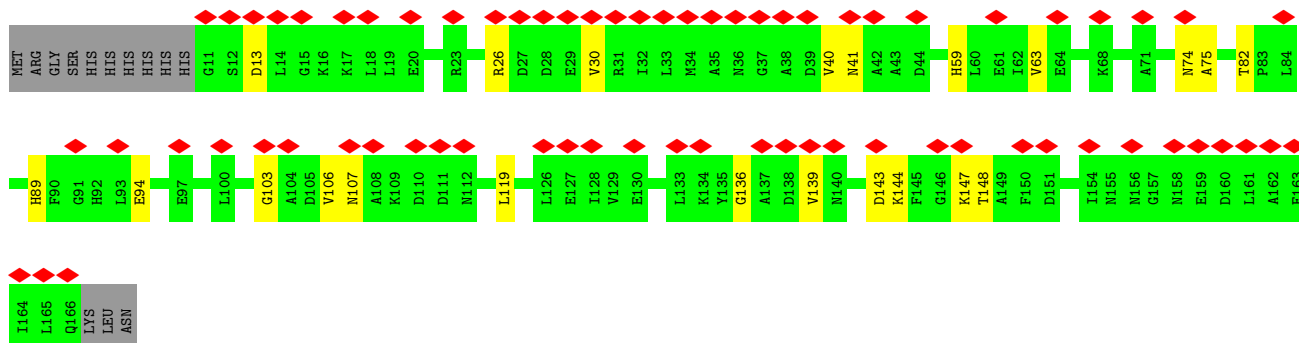 MET ARG GLY SER HIS HIS HIS HIS HIS HIS G11 S12 D13 L14 G15 K16 K17 L18 L19 E20 R23 R26 D27 D28 E29 V30 R31 I32 L33 M34 A35 N36 G37 A38 D39 V40 N41 A42 A43 D44 H59 L60 E61 I62 V63 E64 K68 A71 N74 A75 T82 P83 L84
H89 F90 G91 H92 L93 E94 E97 L100 G103 A104 D105 V106 N107 A108 K109 D110 D111 N112 L119 L126 E127 I128 V129 E130 L133 K134 Y135 G136 A137 D138 V139 N140 D143 K144 F145 G146 K147 T148 A149 F150 D151 I154 N155 N156 G157 N158 E159 D160 L161 A162 E163
I164 L165 Q166 LYS LEU ASN